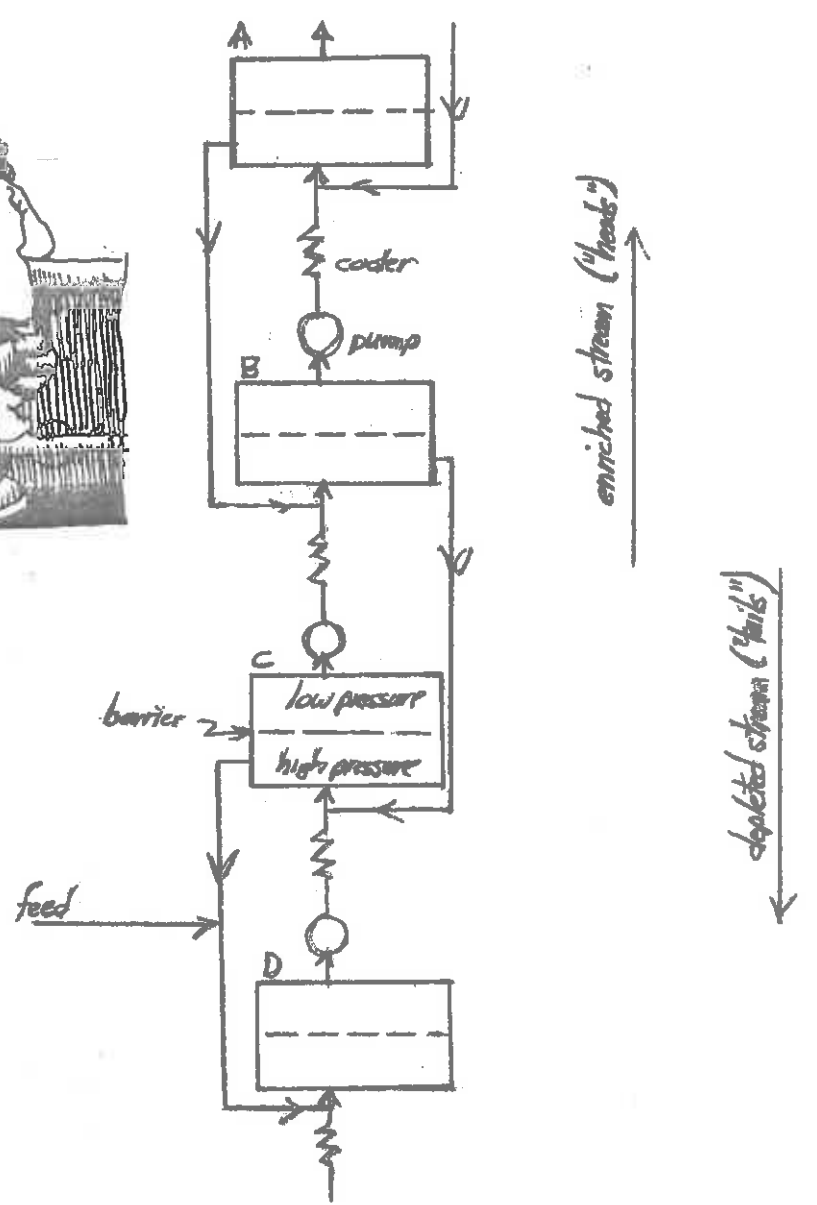 A
cooler
pump
B
enriched stream ("heads")
C
low pressure
barrier
high pressure
depleted stream ("tails")
feed
D